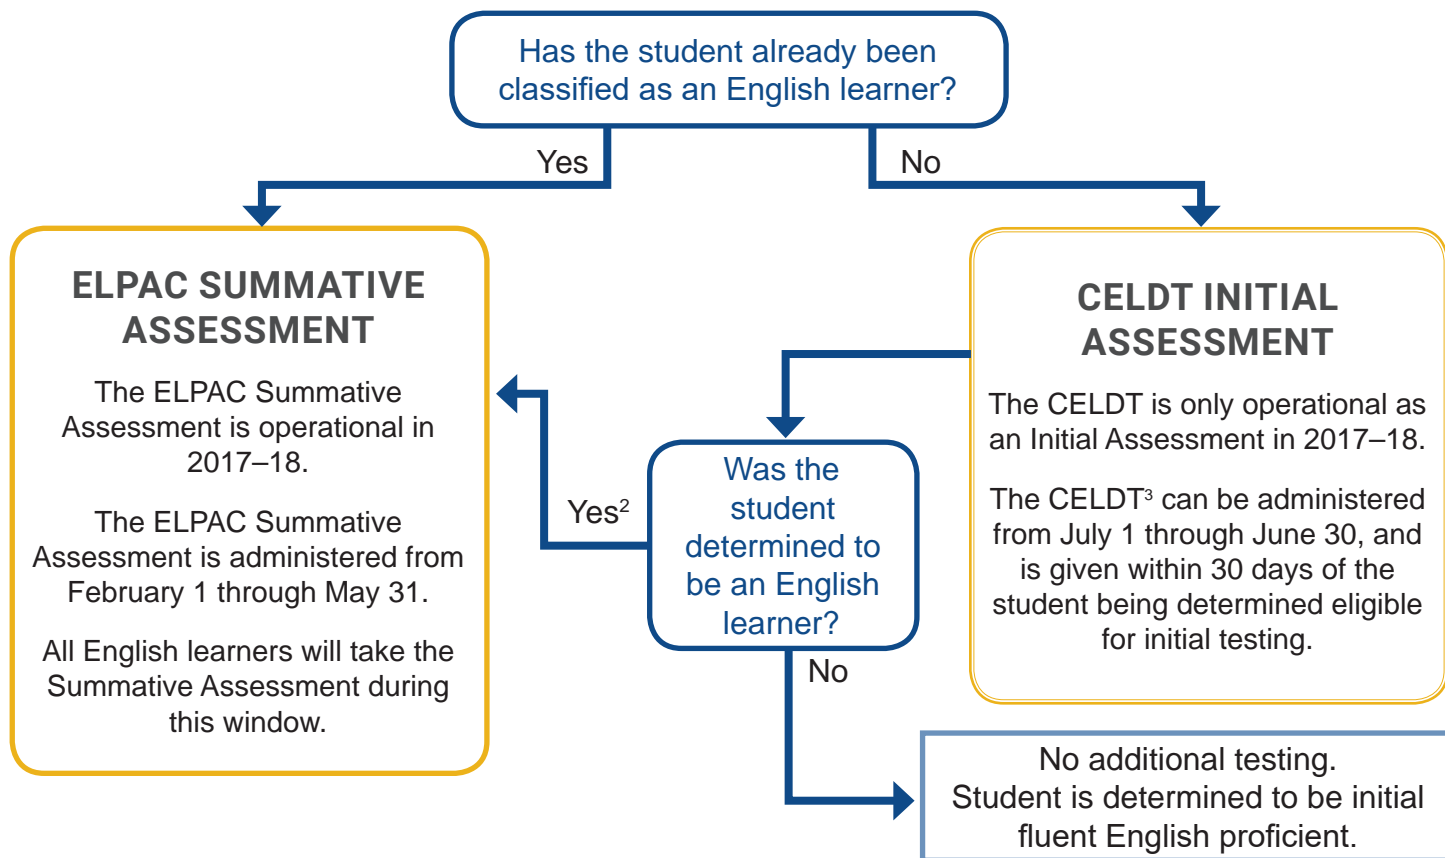 Has the student already been
classified as an English learner?
Yes
No
ELPAC SUMMATIVE
ASSESSMENT
The ELPAC Summative
Assessment is operational in
2017–18.
The ELPAC Summative
Assessment is administered from
February 1 through May 31.
All English learners will take the
Summative Assessment during
this window.
CELDT INITIAL
ASSESSMENT
The CELDT is only operational as
an Initial Assessment in 2017–18.
The CELDT³ can be administered
from July 1 through June 30, and
is given within 30 days of the
student being determined eligible
for initial testing.
Was the
student
determined to
be an English
learner?
Yes²
No
No additional testing.
Student is determined to be initial
fluent English proficient.